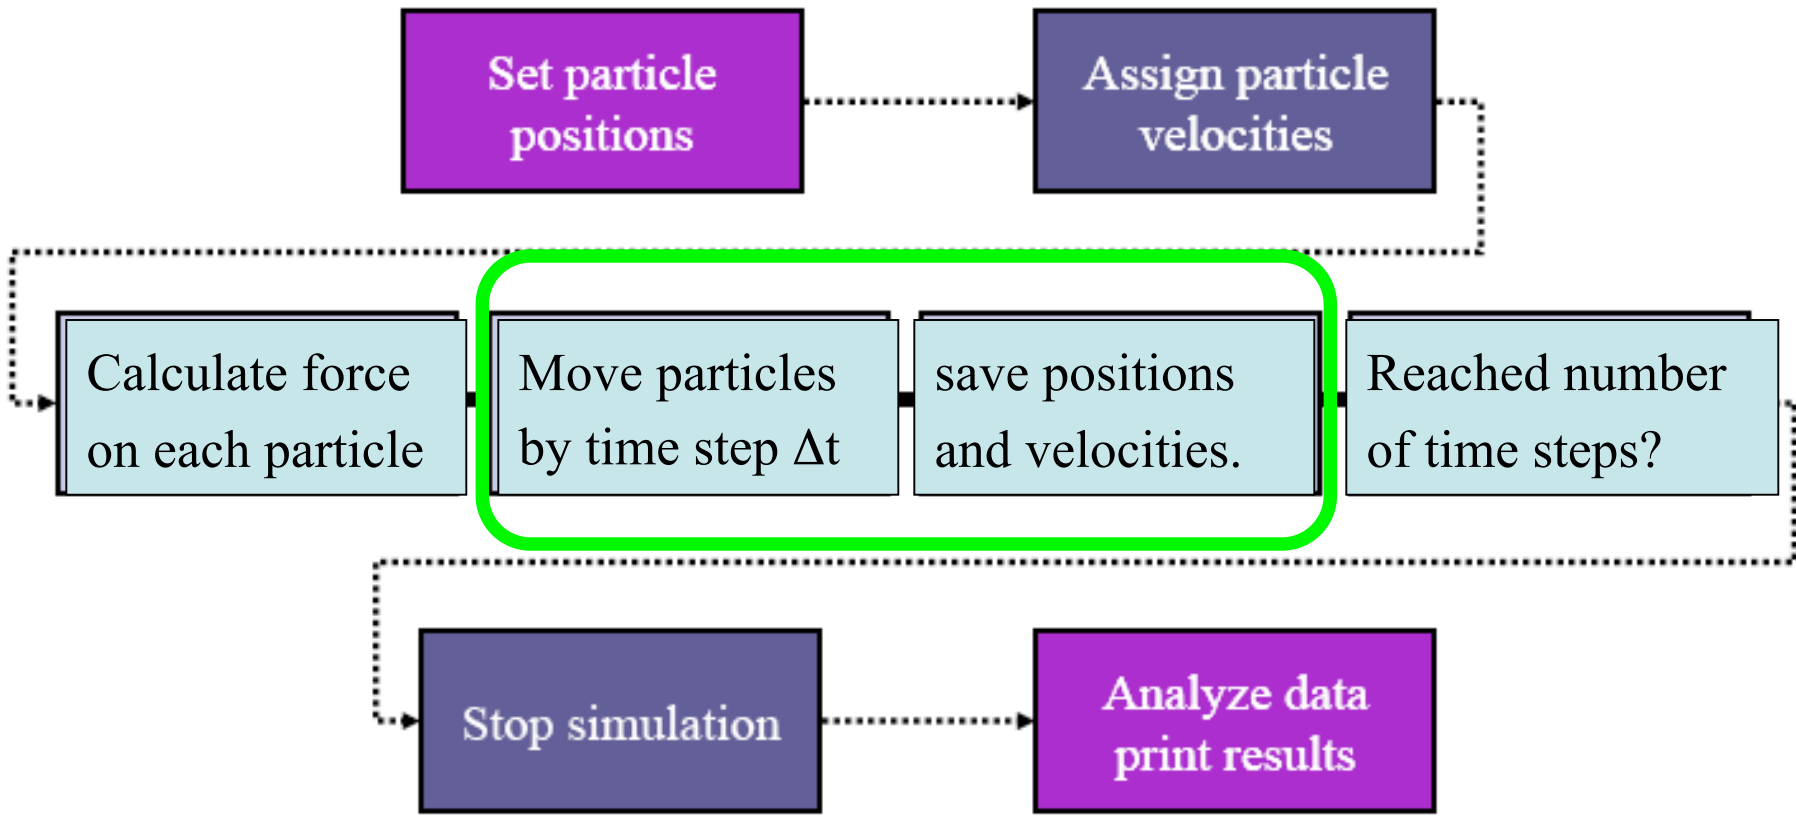 Set particle
positions
Assign particle
velocities
Calculate force
on each particle
Move particles
by time step Δt
save positions
and velocities.
Reached number
of time steps?
Stop simulation
Analyze data
print results